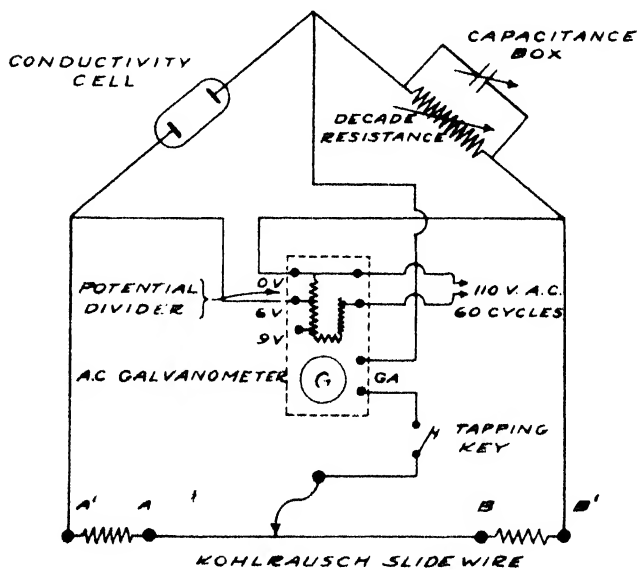 CONDUCTIVITY
CELL
CAPACITANCE
BOX
DECADE
RESISTANCE
POTENTIAL
DIVIDER
0V
6V
9V
110 V. A.C.
60 CYCLES
A.C GALVANOMETER
G
GA
TAPPING
KEY
A'
A
B
B'
KOHLRAUSCH SLIDEWIRE